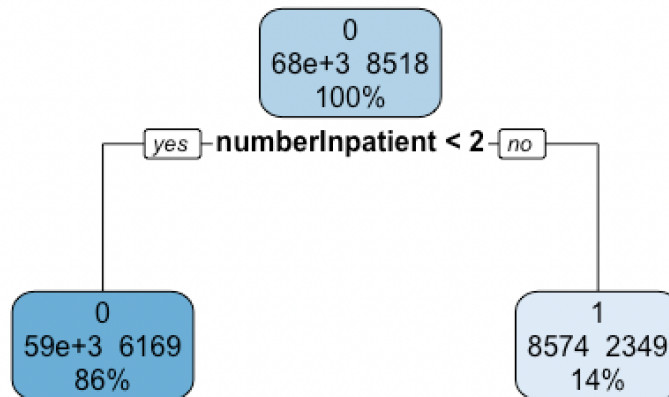 0
68e+3 8518
100%
yes numberInpatient < 2 no
0
59e+3 6169
86%
1
8574 2349
14%